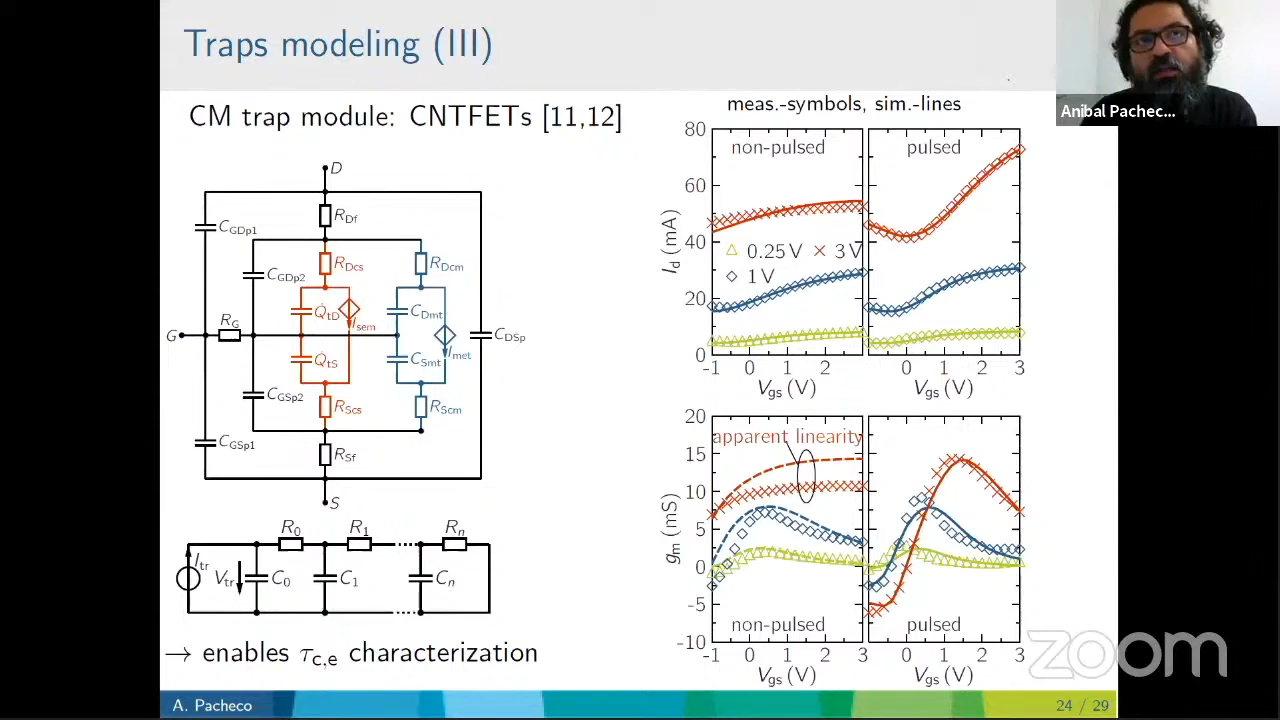 Traps modeling (III)
CM trap module: CNTFETs [11,12]
D
R_Df
C_GDp1
R_Dcs
R_Dcm
C_GDp2
Q̇_tD
I_sem
C_Dmt
G
R_G
I_met
C_DSp
Q̇_tS
C_Smt
C_GSp2
R_Scs
R_Scm
C_GSp1
R_Sf
S
R_0 R_1 R_n
I_tr
V_tr C_0 C_1 C_n
→ enables τ_c,e characterization
meas.-symbols, sim.-lines
80
60
40
20
0
I_d (mA)
non-pulsed
pulsed
△ 0.25 V × 3 V
◇ 1 V
-1 0 1 2 3
0 1 2 3
V_gs (V)
V_gs (V)
20
15
10
5
0
-5
-10
g_m (mS)
apparent linearity
non-pulsed
pulsed
-1 0 1 2 3
0 1 2 3
V_gs (V)
V_gs (V)
A. Pacheco
24 / 29
Anibal Pachec...
zoom